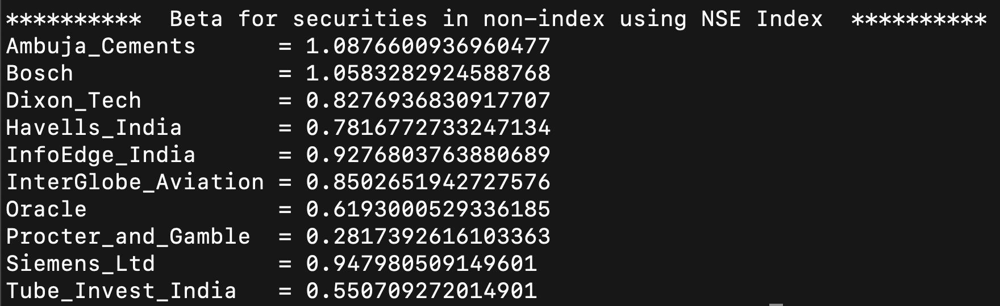 **********  Beta for securities in non-index using NSE Index  **********
Ambuja_Cements      = 1.0876600936960477
Bosch               = 1.0583282924588768
Dixon_Tech          = 0.8276936830917707
Havells_India       = 0.7816772733247134
InfoEdge_India      = 0.9276803763880689
InterGlobe_Aviation = 0.8502651942727576
Oracle              = 0.6193000529336185
Procter_and_Gamble  = 0.2817392616103363
Siemens_Ltd         = 0.947980509149601
Tube_Invest_India   = 0.550709272014901